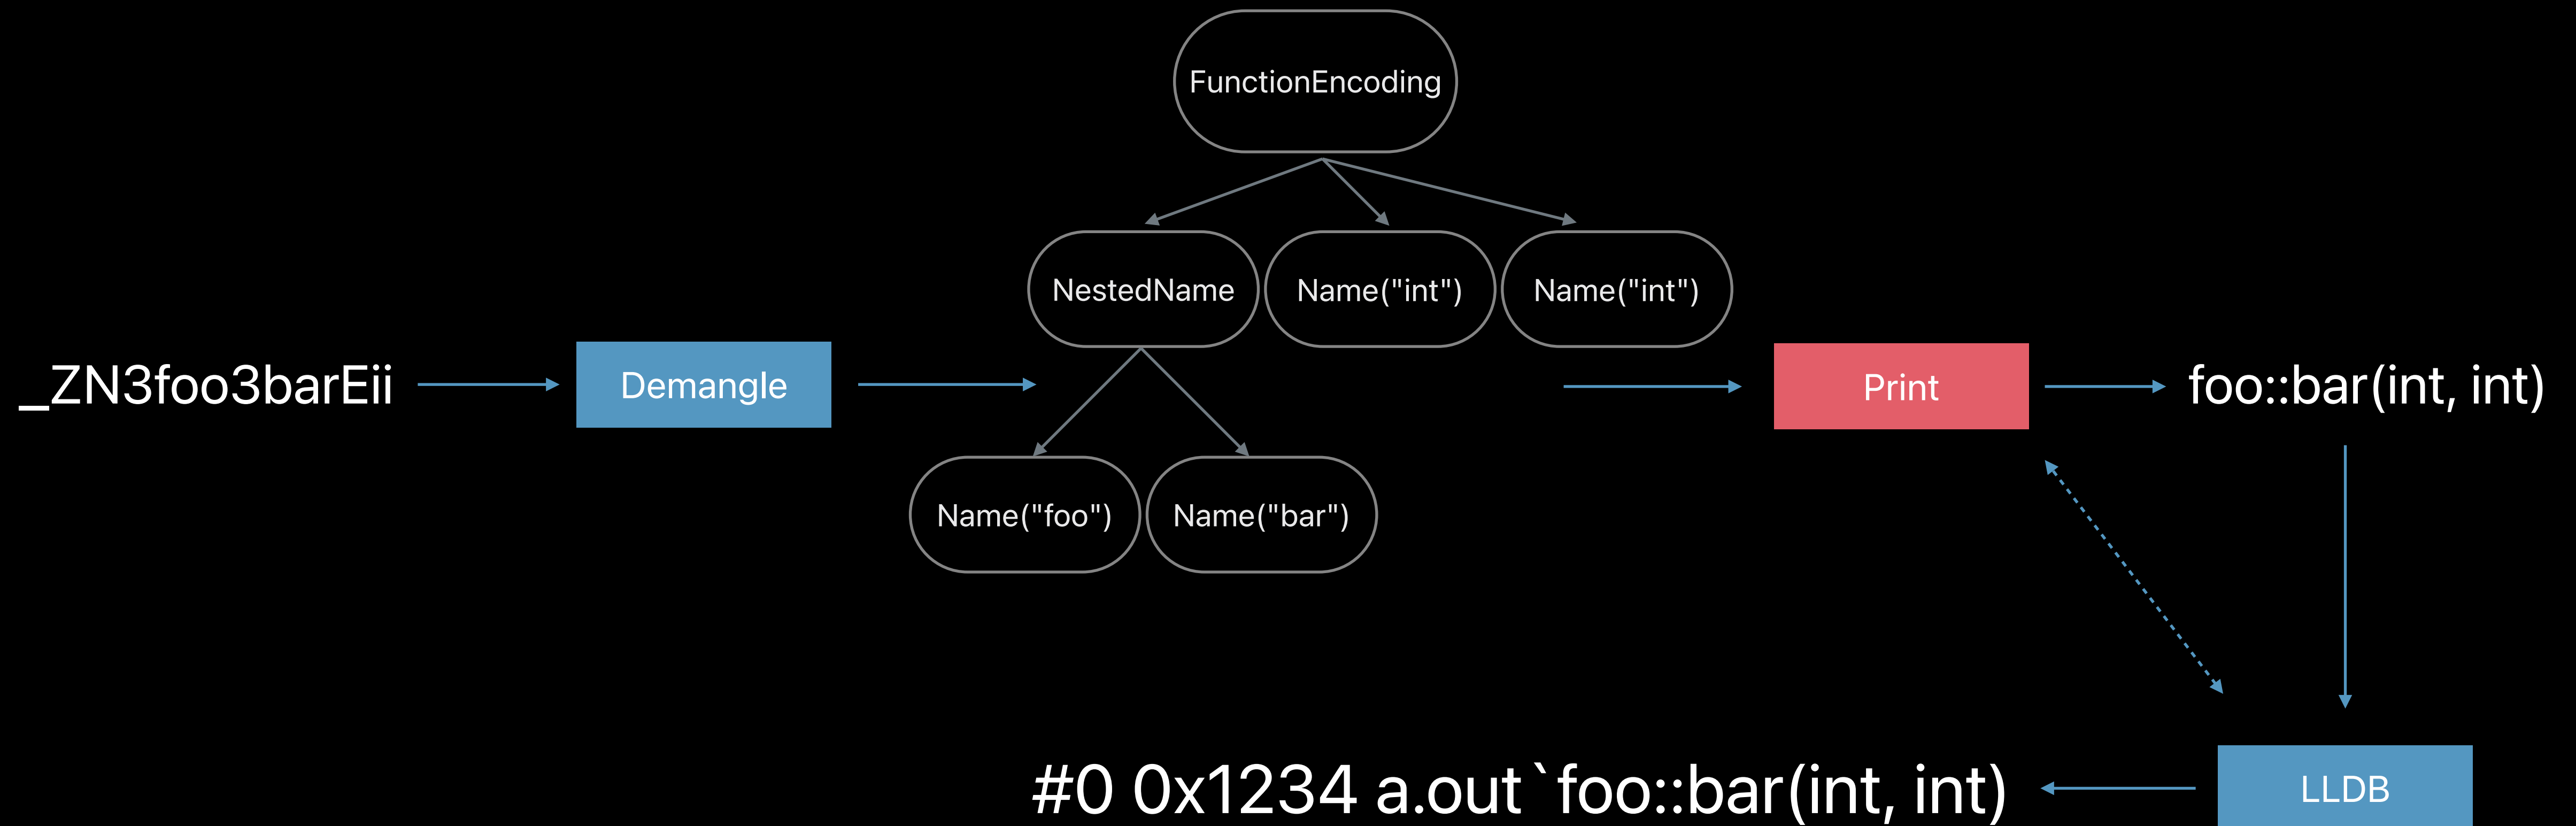 FunctionEncoding
NestedName
Name("int")
Name("int")
_ZN3foo3barEii
Demangle
Print
foo::bar(int, int)
Name("foo")
Name("bar")
#0 0x1234 a.out`foo::bar(int, int)
LLDB